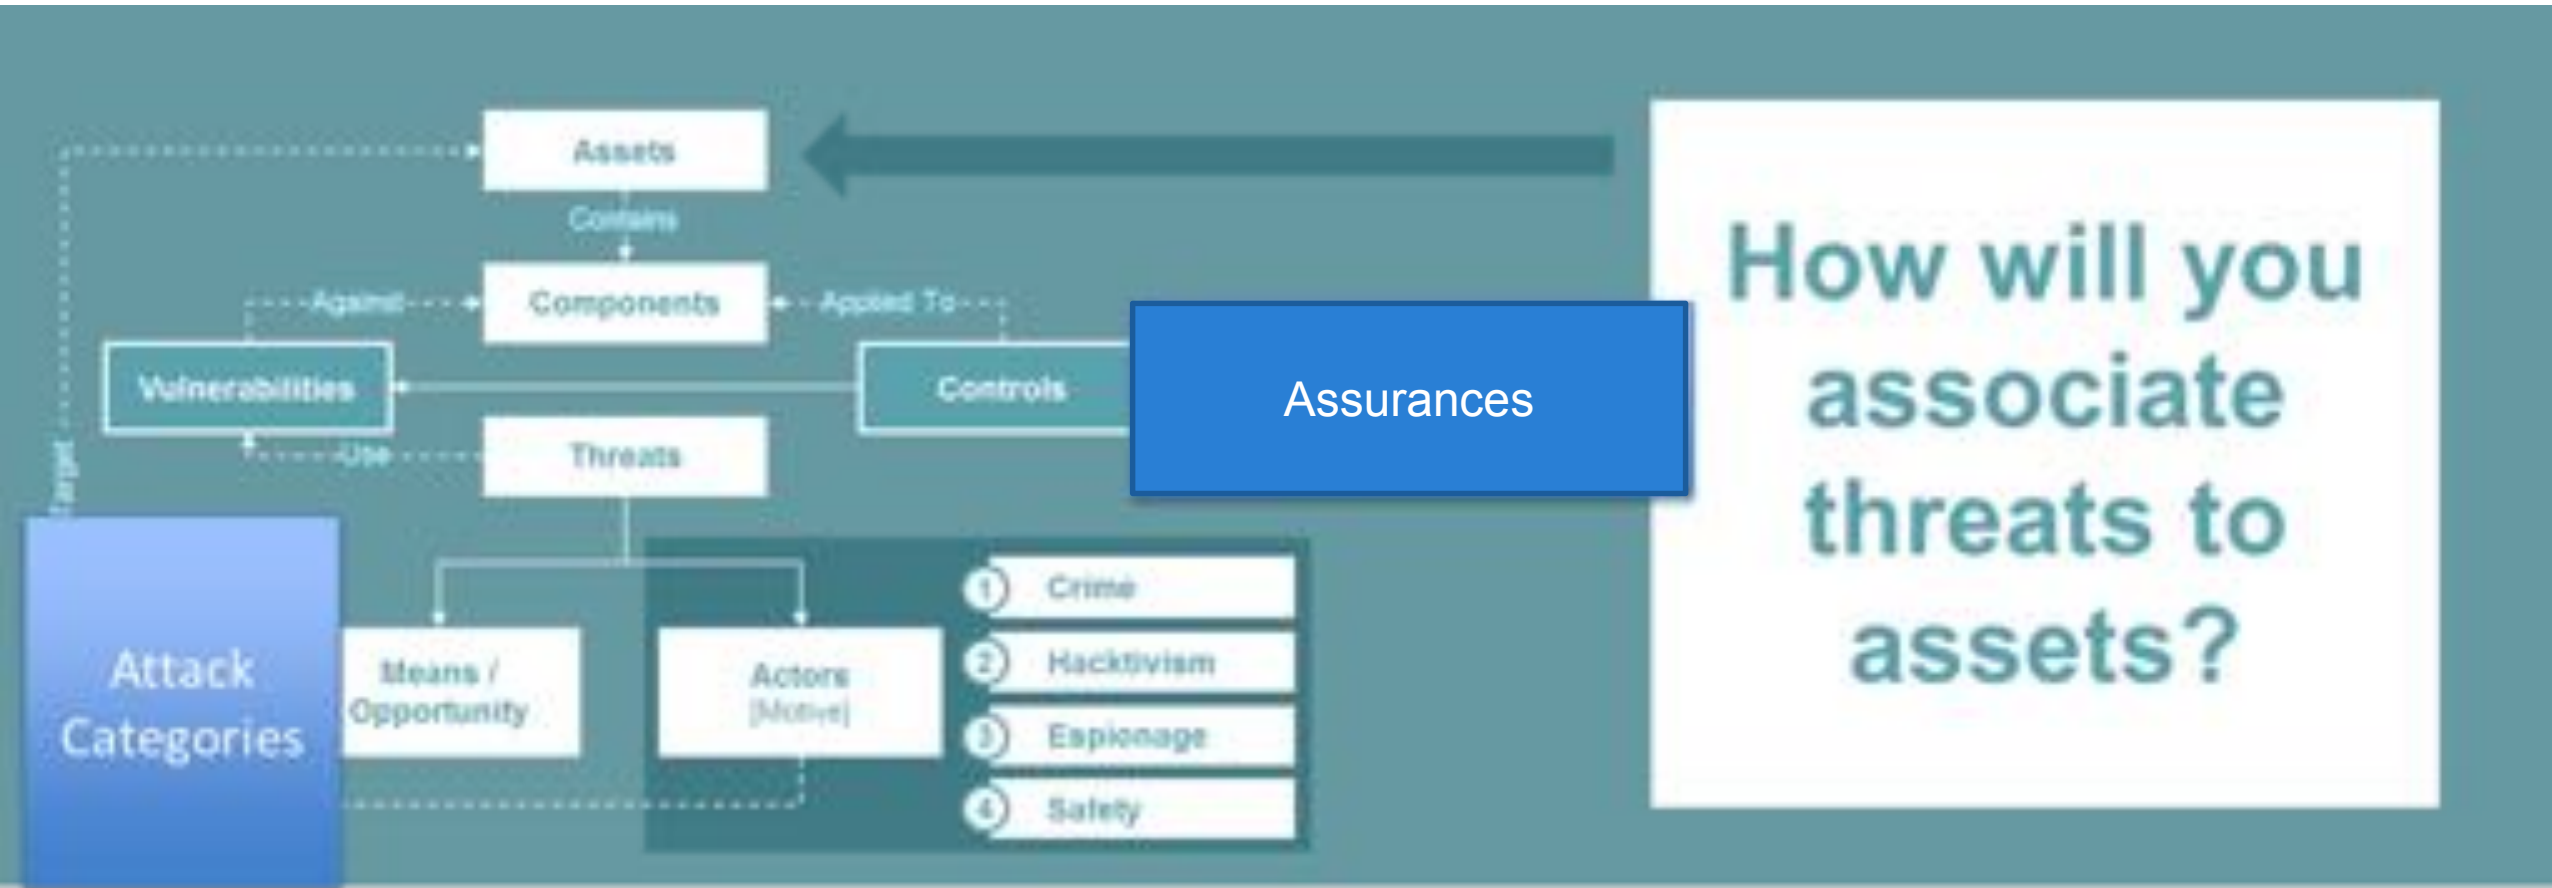 Assets
Contains
Against
Components
Applied To
Vulnerabilities
Controls
Assurances
Use
Threats
Target
Attack
Categories
Means /
Opportunity
Actors
[Motive]
1 Crime
2 Hacktivism
3 Espionage
4 Safety
How will you
associate
threats to
assets?